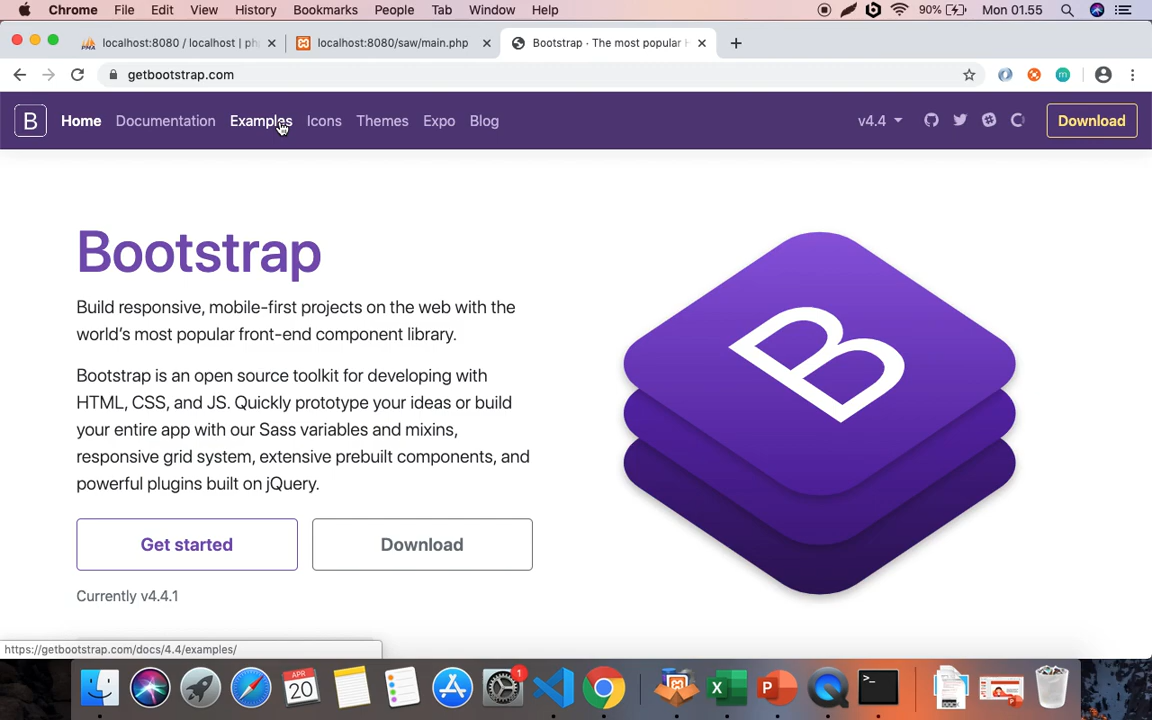 Chrome File Edit View History Bookmarks People Tab Window Help 90% Mon 01.55
localhost:8080 / localhost | ph localhost:8080/saw/main.php Bootstrap · The most popular H
getbootstrap.com m
B Home Documentation Examples Icons Themes Expo Blog v4.4 Download
Bootstrap
Build responsive, mobile-first projects on the web with the
world's most popular front-end component library.
Bootstrap is an open source toolkit for developing with
HTML, CSS, and JS. Quickly prototype your ideas or build
your entire app with our Sass variables and mixins,
responsive grid system, extensive prebuilt components, and
powerful plugins built on jQuery.
B
Get started Download
Currently v4.4.1
https://getbootstrap.com/docs/4.4/examples/
APR
20
1